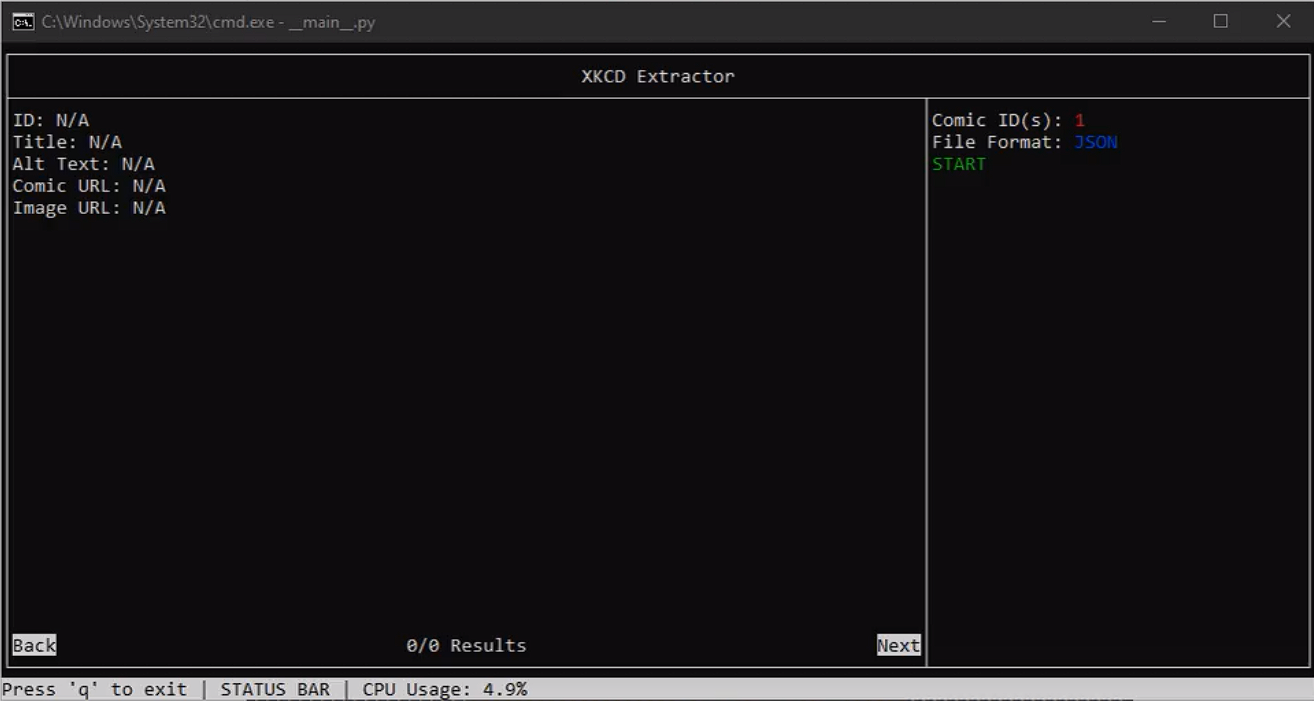 C:\Windows\System32\cmd.exe - __main__.py
XKCD Extractor
ID: N/A
Title: N/A
Alt Text: N/A
Comic URL: N/A
Image URL: N/A
Comic ID(s): 1
File Format: JSON
START
Back 0/0 Results Next
Press 'q' to exit | STATUS BAR | CPU Usage: 4.9%